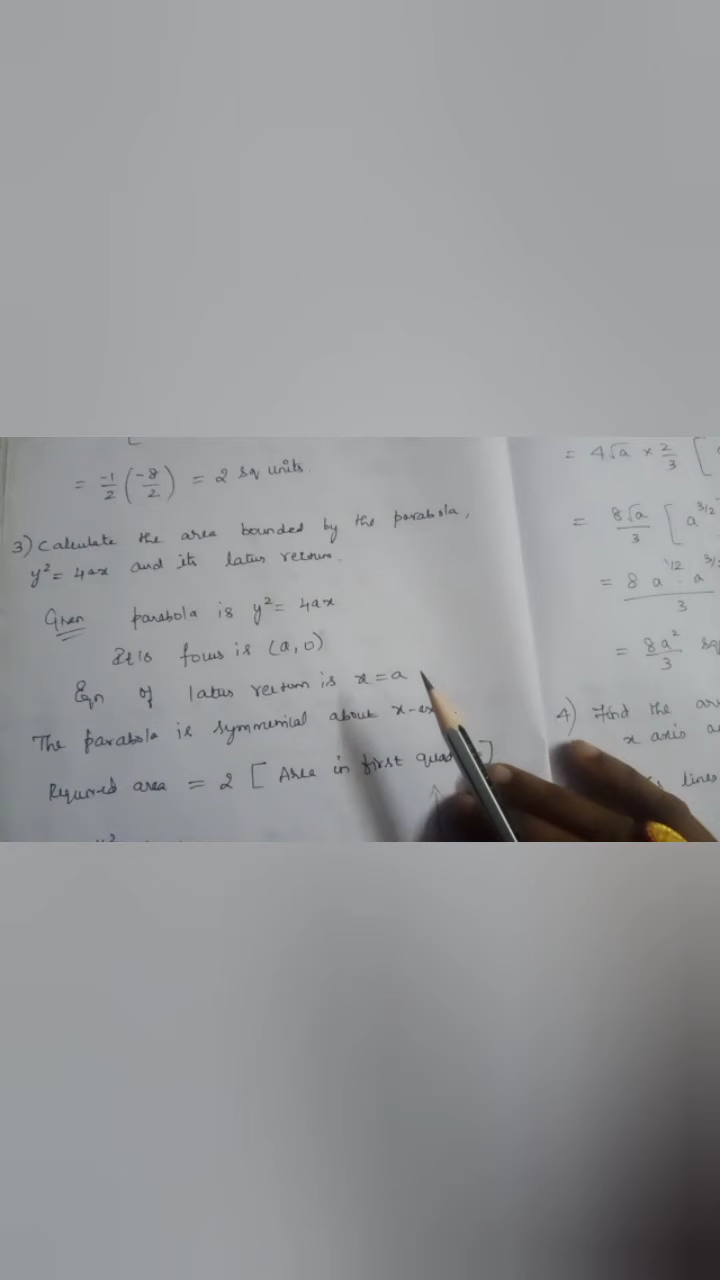 = -1/2 (-8/2) = 2 sq units.
3) Calculate the area bounded by the parabola,
y² = 4ax and its latus rectum.
Given parabola is y² = 4ax
Its focus is (a, 0)
Eqn of latus rectum is x = a
The parabola is symmetrical about x-
Required area = 2 [ Area in first
= 4√a × 2/3 [
= 8√a/3 [ a^3/2
= 8 a^1/2 · a^3/ / 3
= 8a²/3 sq
4) Find the
x axis
lines